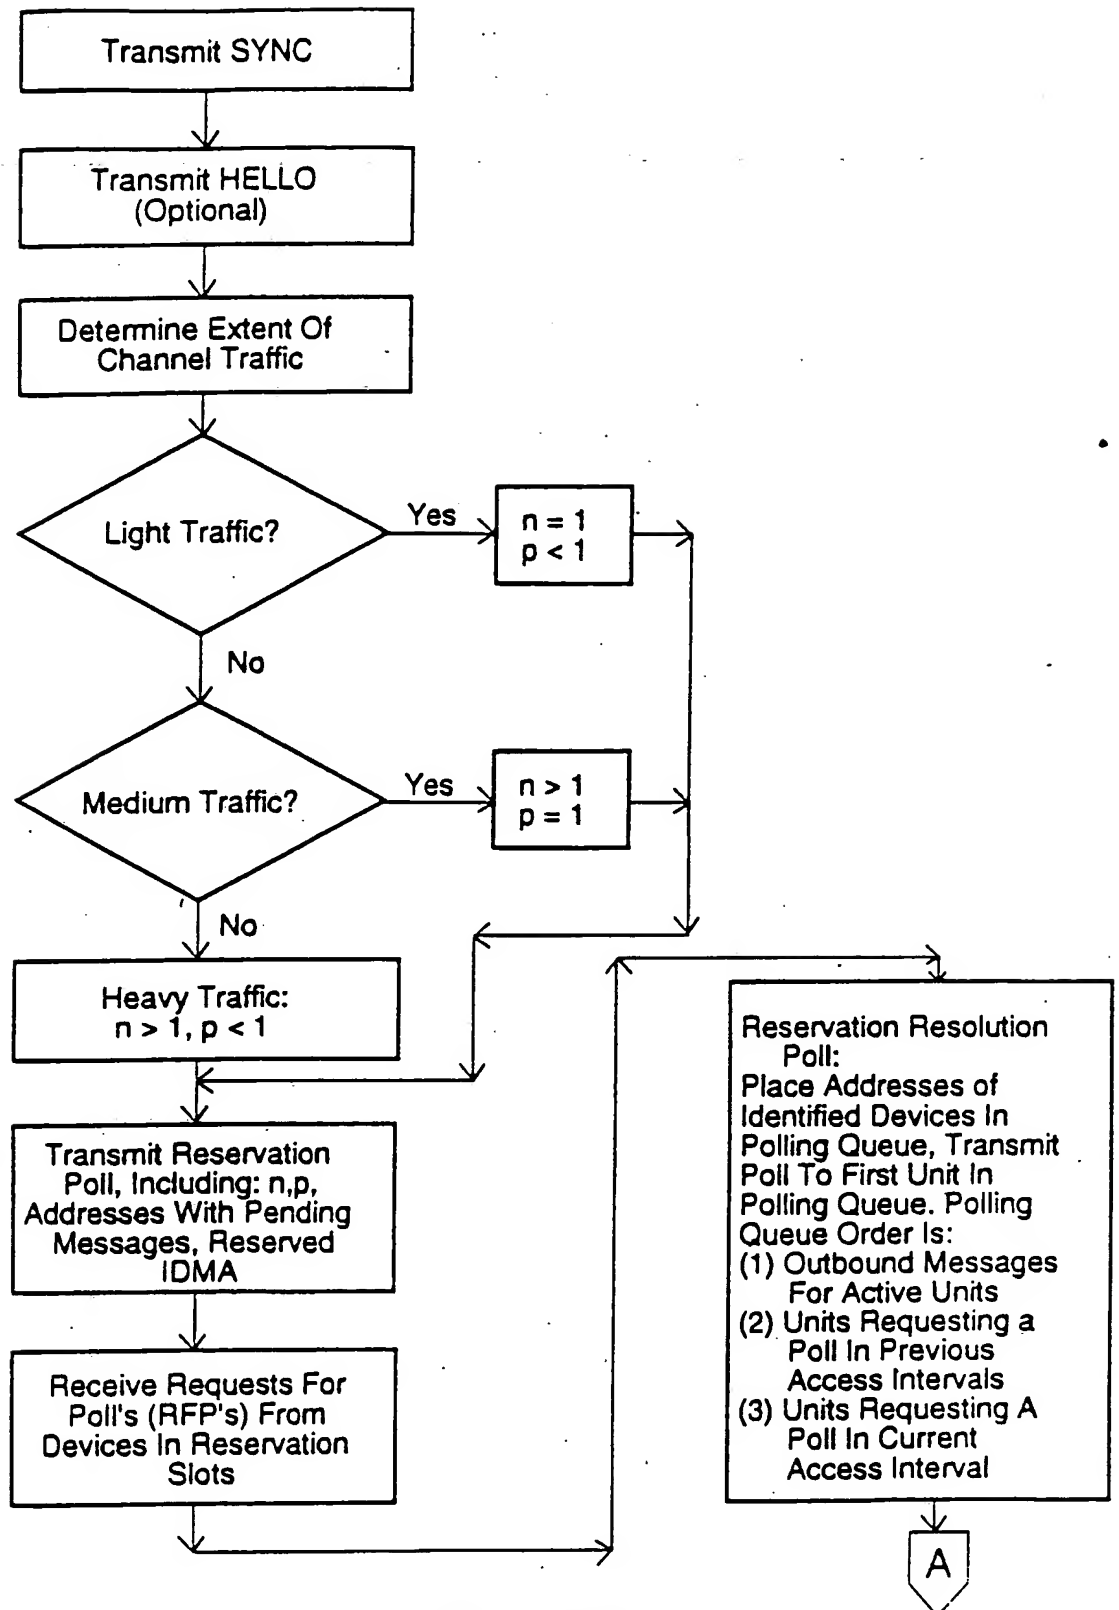 Transmit SYNC
Transmit HELLO
(Optional)
Determine Extent Of
Channel Traffic
Light Traffic?
Yes
n = 1
p < 1
No
Medium Traffic?
Yes
n > 1
p = 1
No
Heavy Traffic:
n > 1, p < 1
Transmit Reservation
Poll, Including: n,p,
Addresses With Pending
Messages, Reserved
IDMA
Receive Requests For
Poll's (RFP's) From
Devices In Reservation
Slots
Reservation Resolution
Poll:
Place Addresses of
Identified Devices In
Polling Queue, Transmit
Poll To First Unit In
Polling Queue. Polling
Queue Order Is:
(1) Outbound Messages
For Active Units
(2) Units Requesting a
Poll In Previous
Access Intervals
(3) Units Requesting A
Poll In Current
Access Interval
A